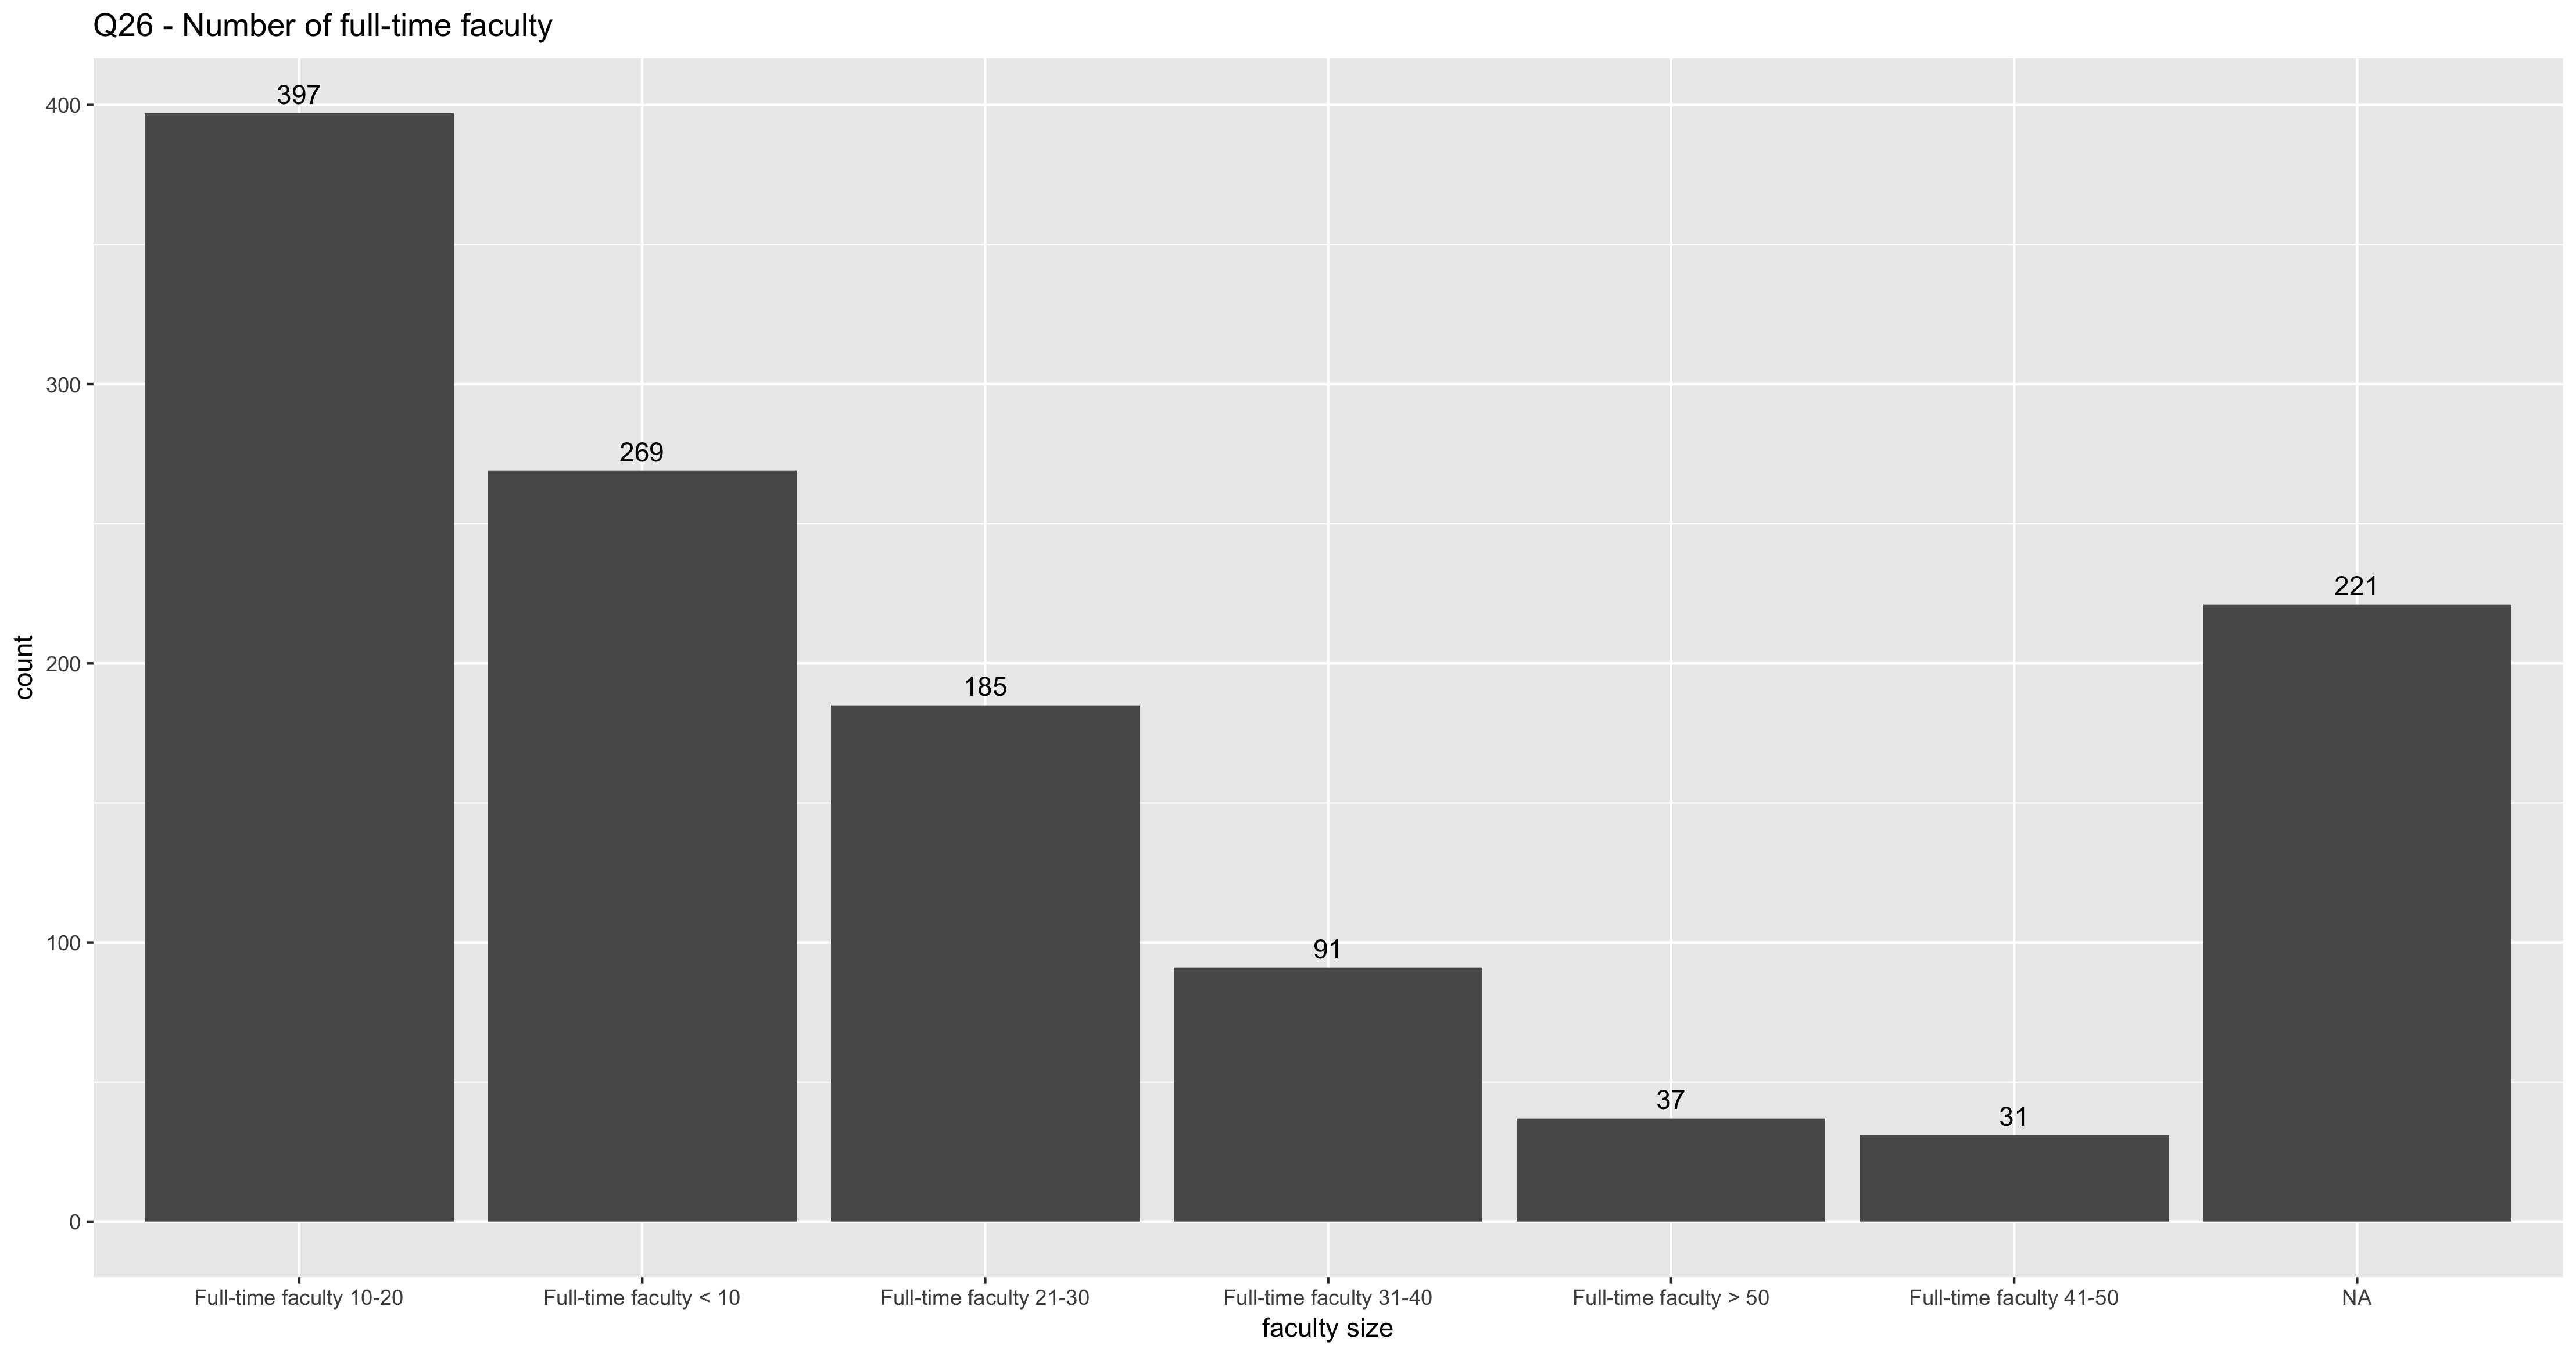 Q26 - Number of full-time faculty
count
400
300
200
100
0
397
269
185
91
37
31
221
Full-time faculty 10-20
Full-time faculty < 10
Full-time faculty 21-30
Full-time faculty 31-40
Full-time faculty > 50
Full-time faculty 41-50
NA
faculty size